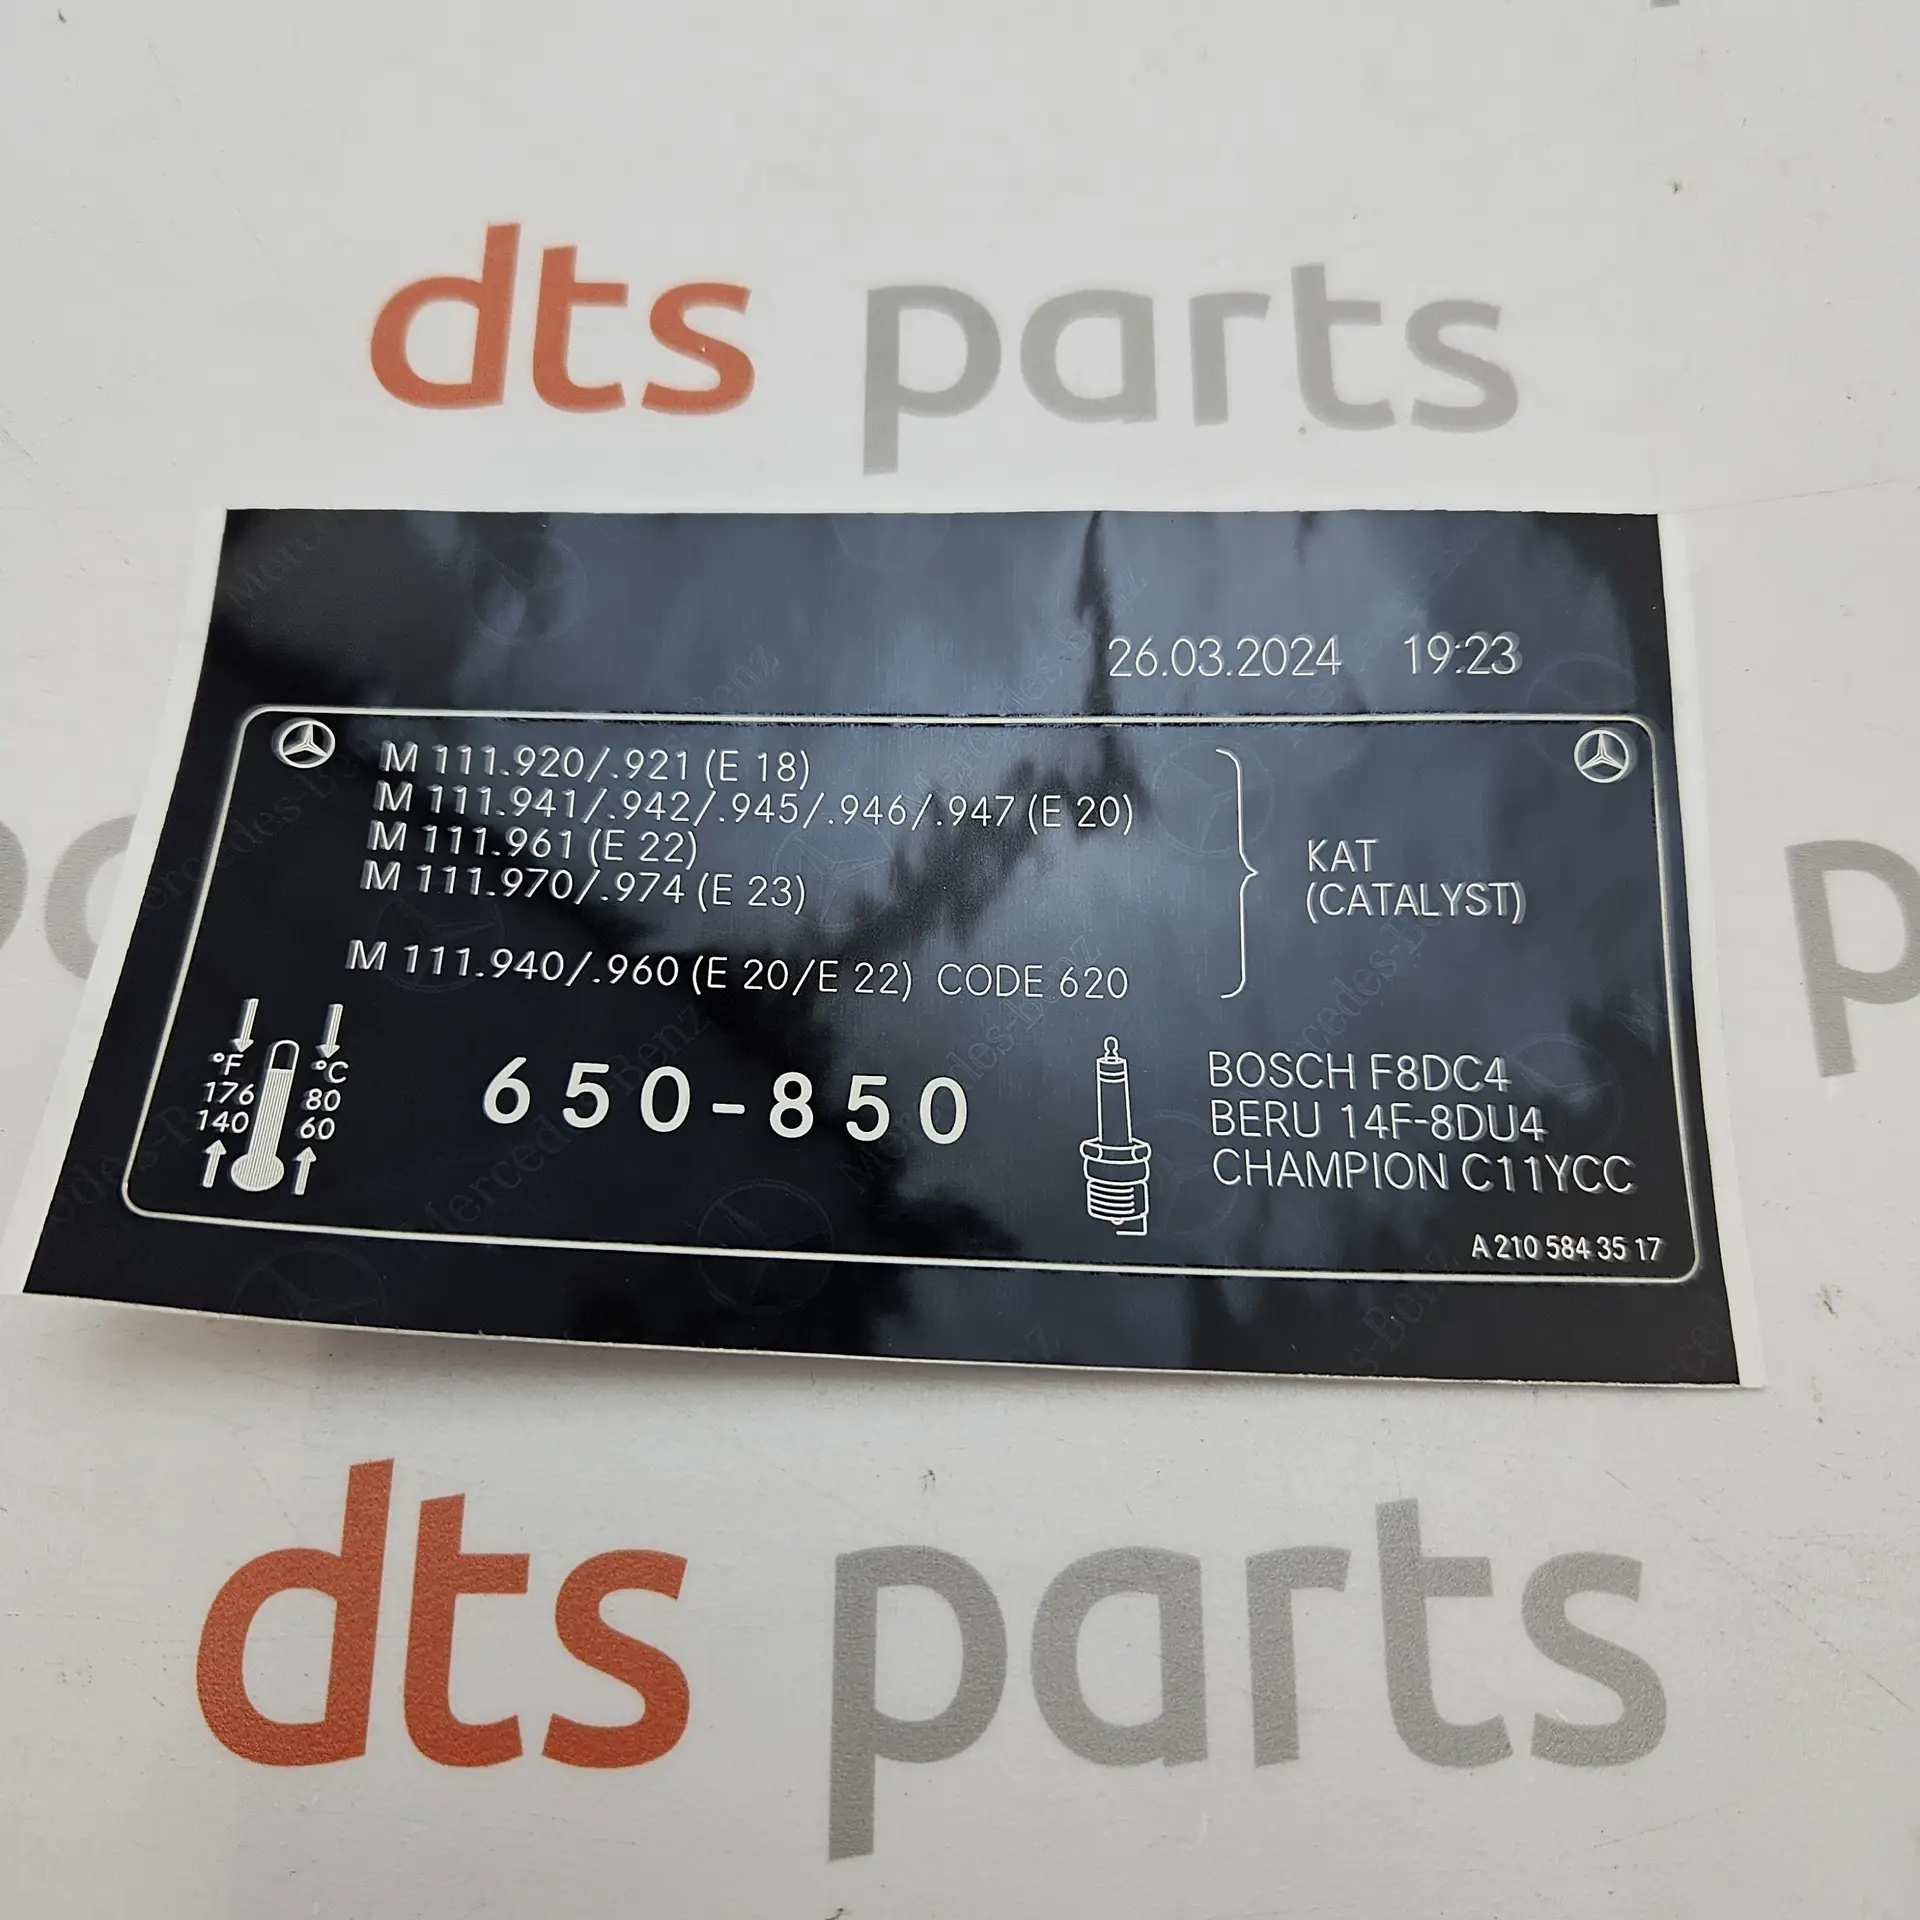 dts parts
26.03.2024 19:23
M 111.920/.921 (E 18)
M 111.941/.942/.945/.946/.947 (E 20)
M 111.961 (E 22)
M 111.970/.974 (E 23)
KAT
(CATALYST)
M 111.940/.960 (E 20/E 22) CODE 620
°F °C
176 80
140 60
650-850
BOSCH F8DC4
BERU 14F-8DU4
CHAMPION C11YCC
A 210 584 35 17
dts parts